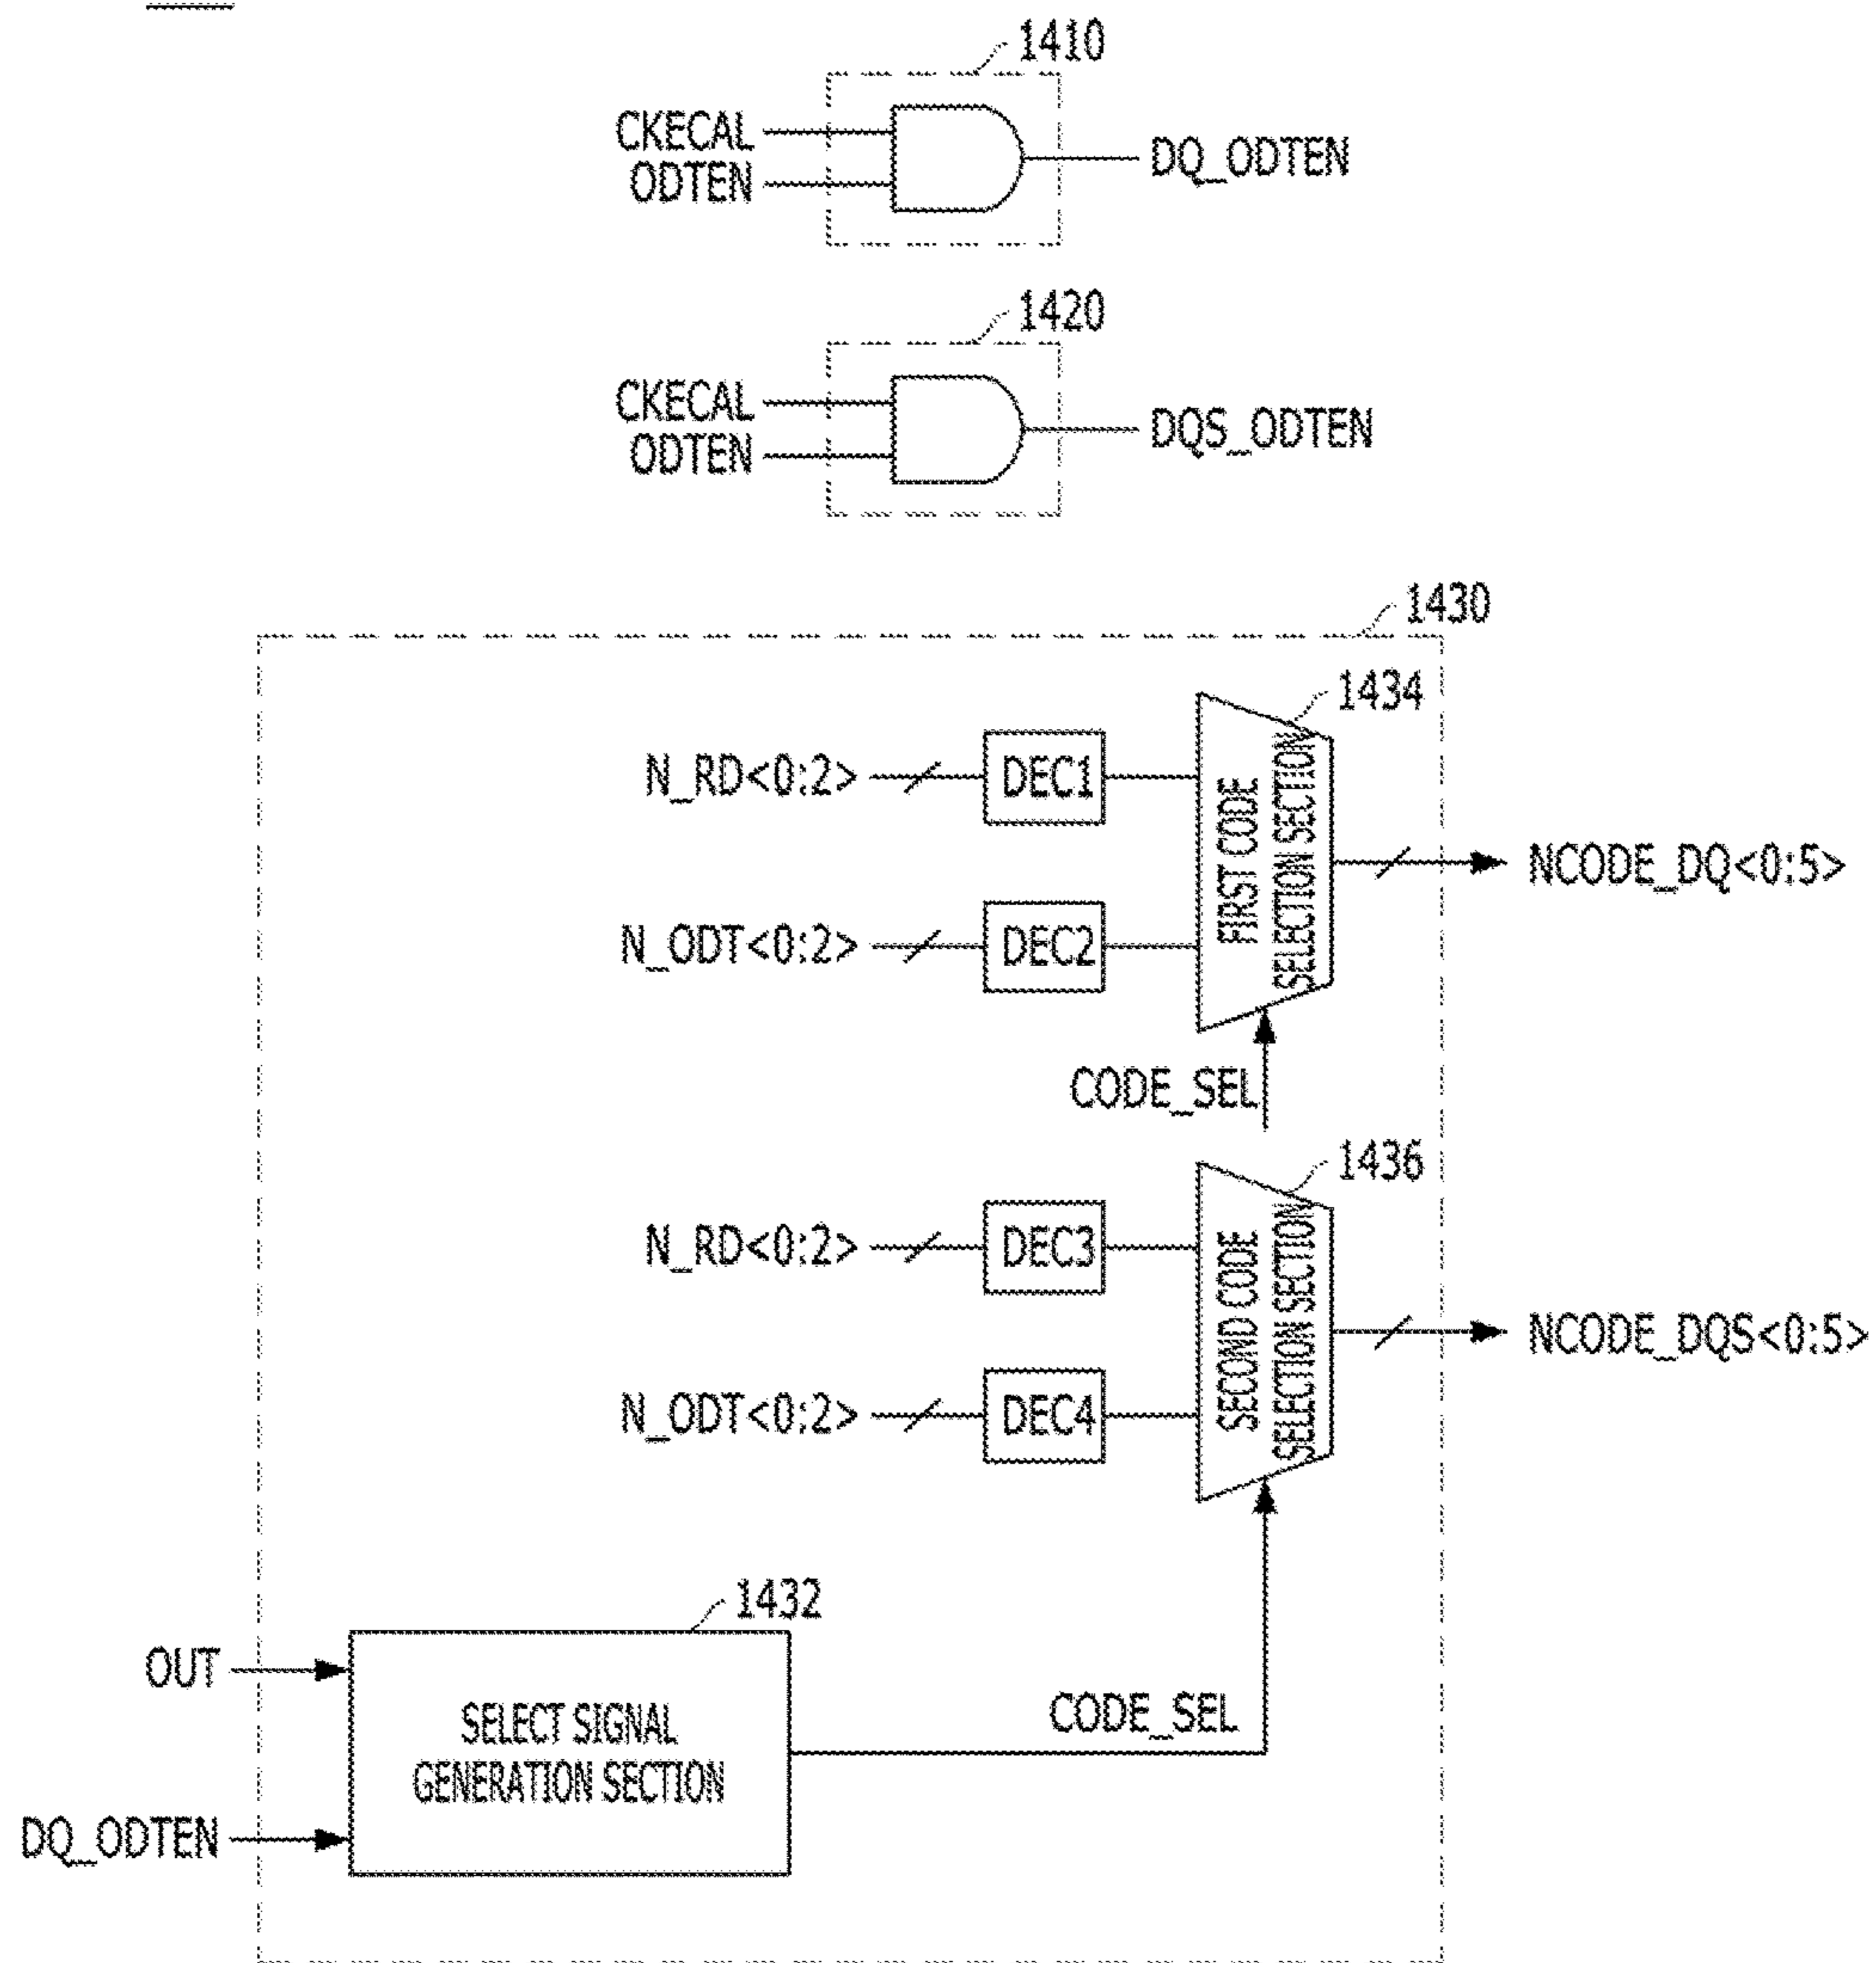 1410
CKECAL
ODTEN
DQ_ODTEN
1420
CKECAL
ODTEN
DQS_ODTEN
1430
1434
N_RD<0:2>
DEC1
FIRST CODE
SELECTION SECTION
NCODE_DQ<0:5>
N_ODT<0:2>
DEC2
CODE_SEL
1436
N_RD<0:2>
DEC3
SECOND CODE
SELECTION SECTION
NCODE_DQS<0:5>
N_ODT<0:2>
DEC4
1432
OUT
SELECT SIGNAL
GENERATION SECTION
CODE_SEL
DQ_ODTEN